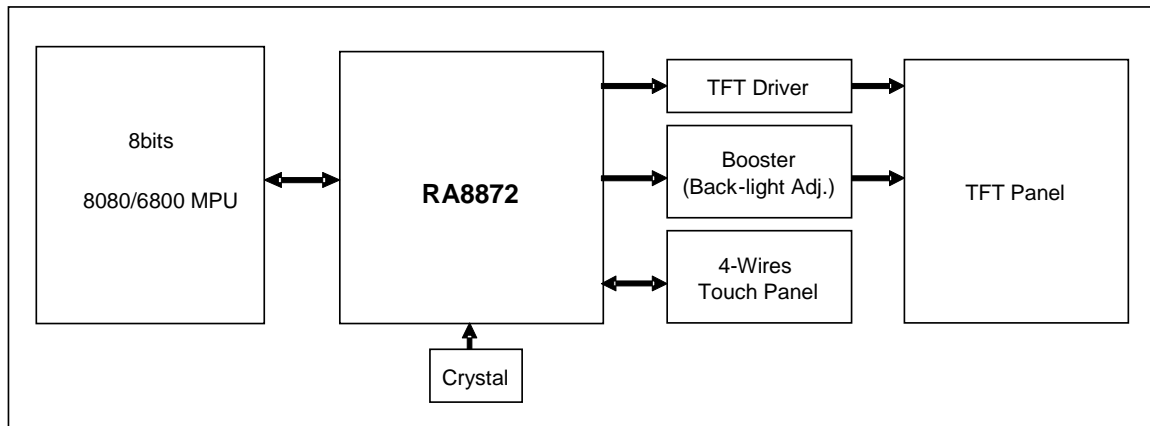 8bits
8080/6800 MPU
RA8872
TFT Driver
Booster
(Back-light Adj.)
4-Wires
Touch Panel
TFT Panel
Crystal